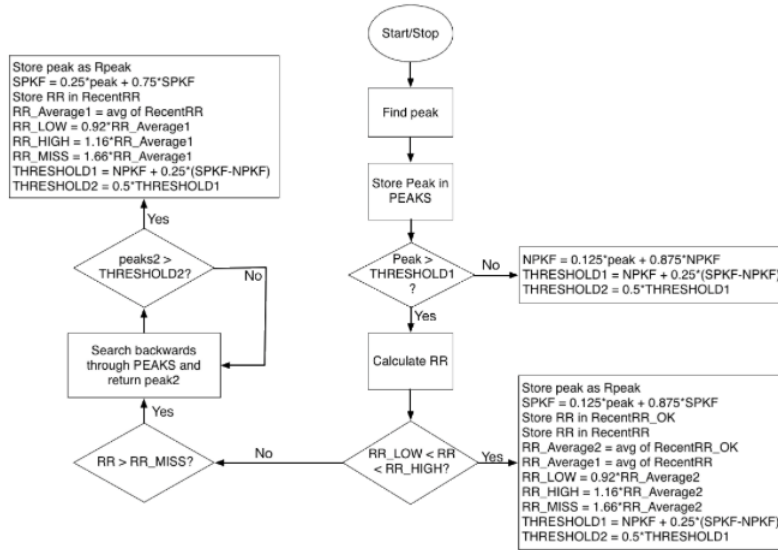 Start/Stop
Find peak
Store Peak in
PEAKS
Peak >
THRESHOLD1
?
No
NPKF = 0.125*peak + 0.875*NPKF
THRESHOLD1 = NPKF + 0.25*(SPKF-NPKF)
THRESHOLD2 = 0.5*THRESHOLD1
Yes
Calculate RR
RR_LOW < RR
< RR_HIGH?
Yes
Store peak as Rpeak
SPKF = 0.125*peak + 0.875*SPKF
Store RR in RecentRR_OK
Store RR in RecentRR
RR_Average2 = avg of RecentRR_OK
RR_Average1 = avg of RecentRR
RR_LOW = 0.92*RR_Average2
RR_HIGH = 1.16*RR_Average2
RR_MISS = 1.66*RR_Average2
THRESHOLD1 = NPKF + 0.25*(SPKF-NPKF)
THRESHOLD2 = 0.5*THRESHOLD1
No
RR > RR_MISS?
Yes
Search backwards
through PEAKS and
return peak2
peaks2 >
THRESHOLD2?
No
Yes
Store peak as Rpeak
SPKF = 0.25*peak + 0.75*SPKF
Store RR in RecentRR
RR_Average1 = avg of RecentRR
RR_LOW = 0.92*RR_Average1
RR_HIGH = 1.16*RR_Average1
RR_MISS = 1.66*RR_Average1
THRESHOLD1 = NPKF + 0.25*(SPKF-NPKF)
THRESHOLD2 = 0.5*THRESHOLD1